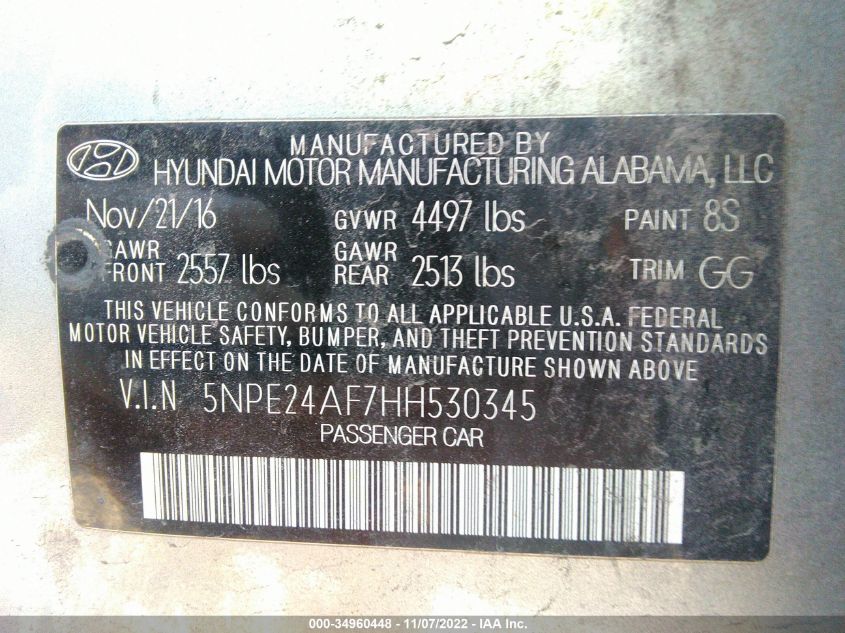 MANUFACTURED BY
HYUNDAI MOTOR MANUFACTURING ALABAMA, LLC
Nov/21/16 GVWR 4497 lbs PAINT 8S
GAWR FRONT 2557 lbs GAWR REAR 2513 lbs TRIM GG
THIS VEHICLE CONFORMS TO ALL APPLICABLE U.S.A. FEDERAL
MOTOR VEHICLE SAFETY, BUMPER, AND THEFT PREVENTION STANDARDS
IN EFFECT ON THE DATE OF MANUFACTURE SHOWN ABOVE
V.I.N 5NPE24AF7HH530345
PASSENGER CAR
000-34960448 - 11/07/2022 - IAA Inc.